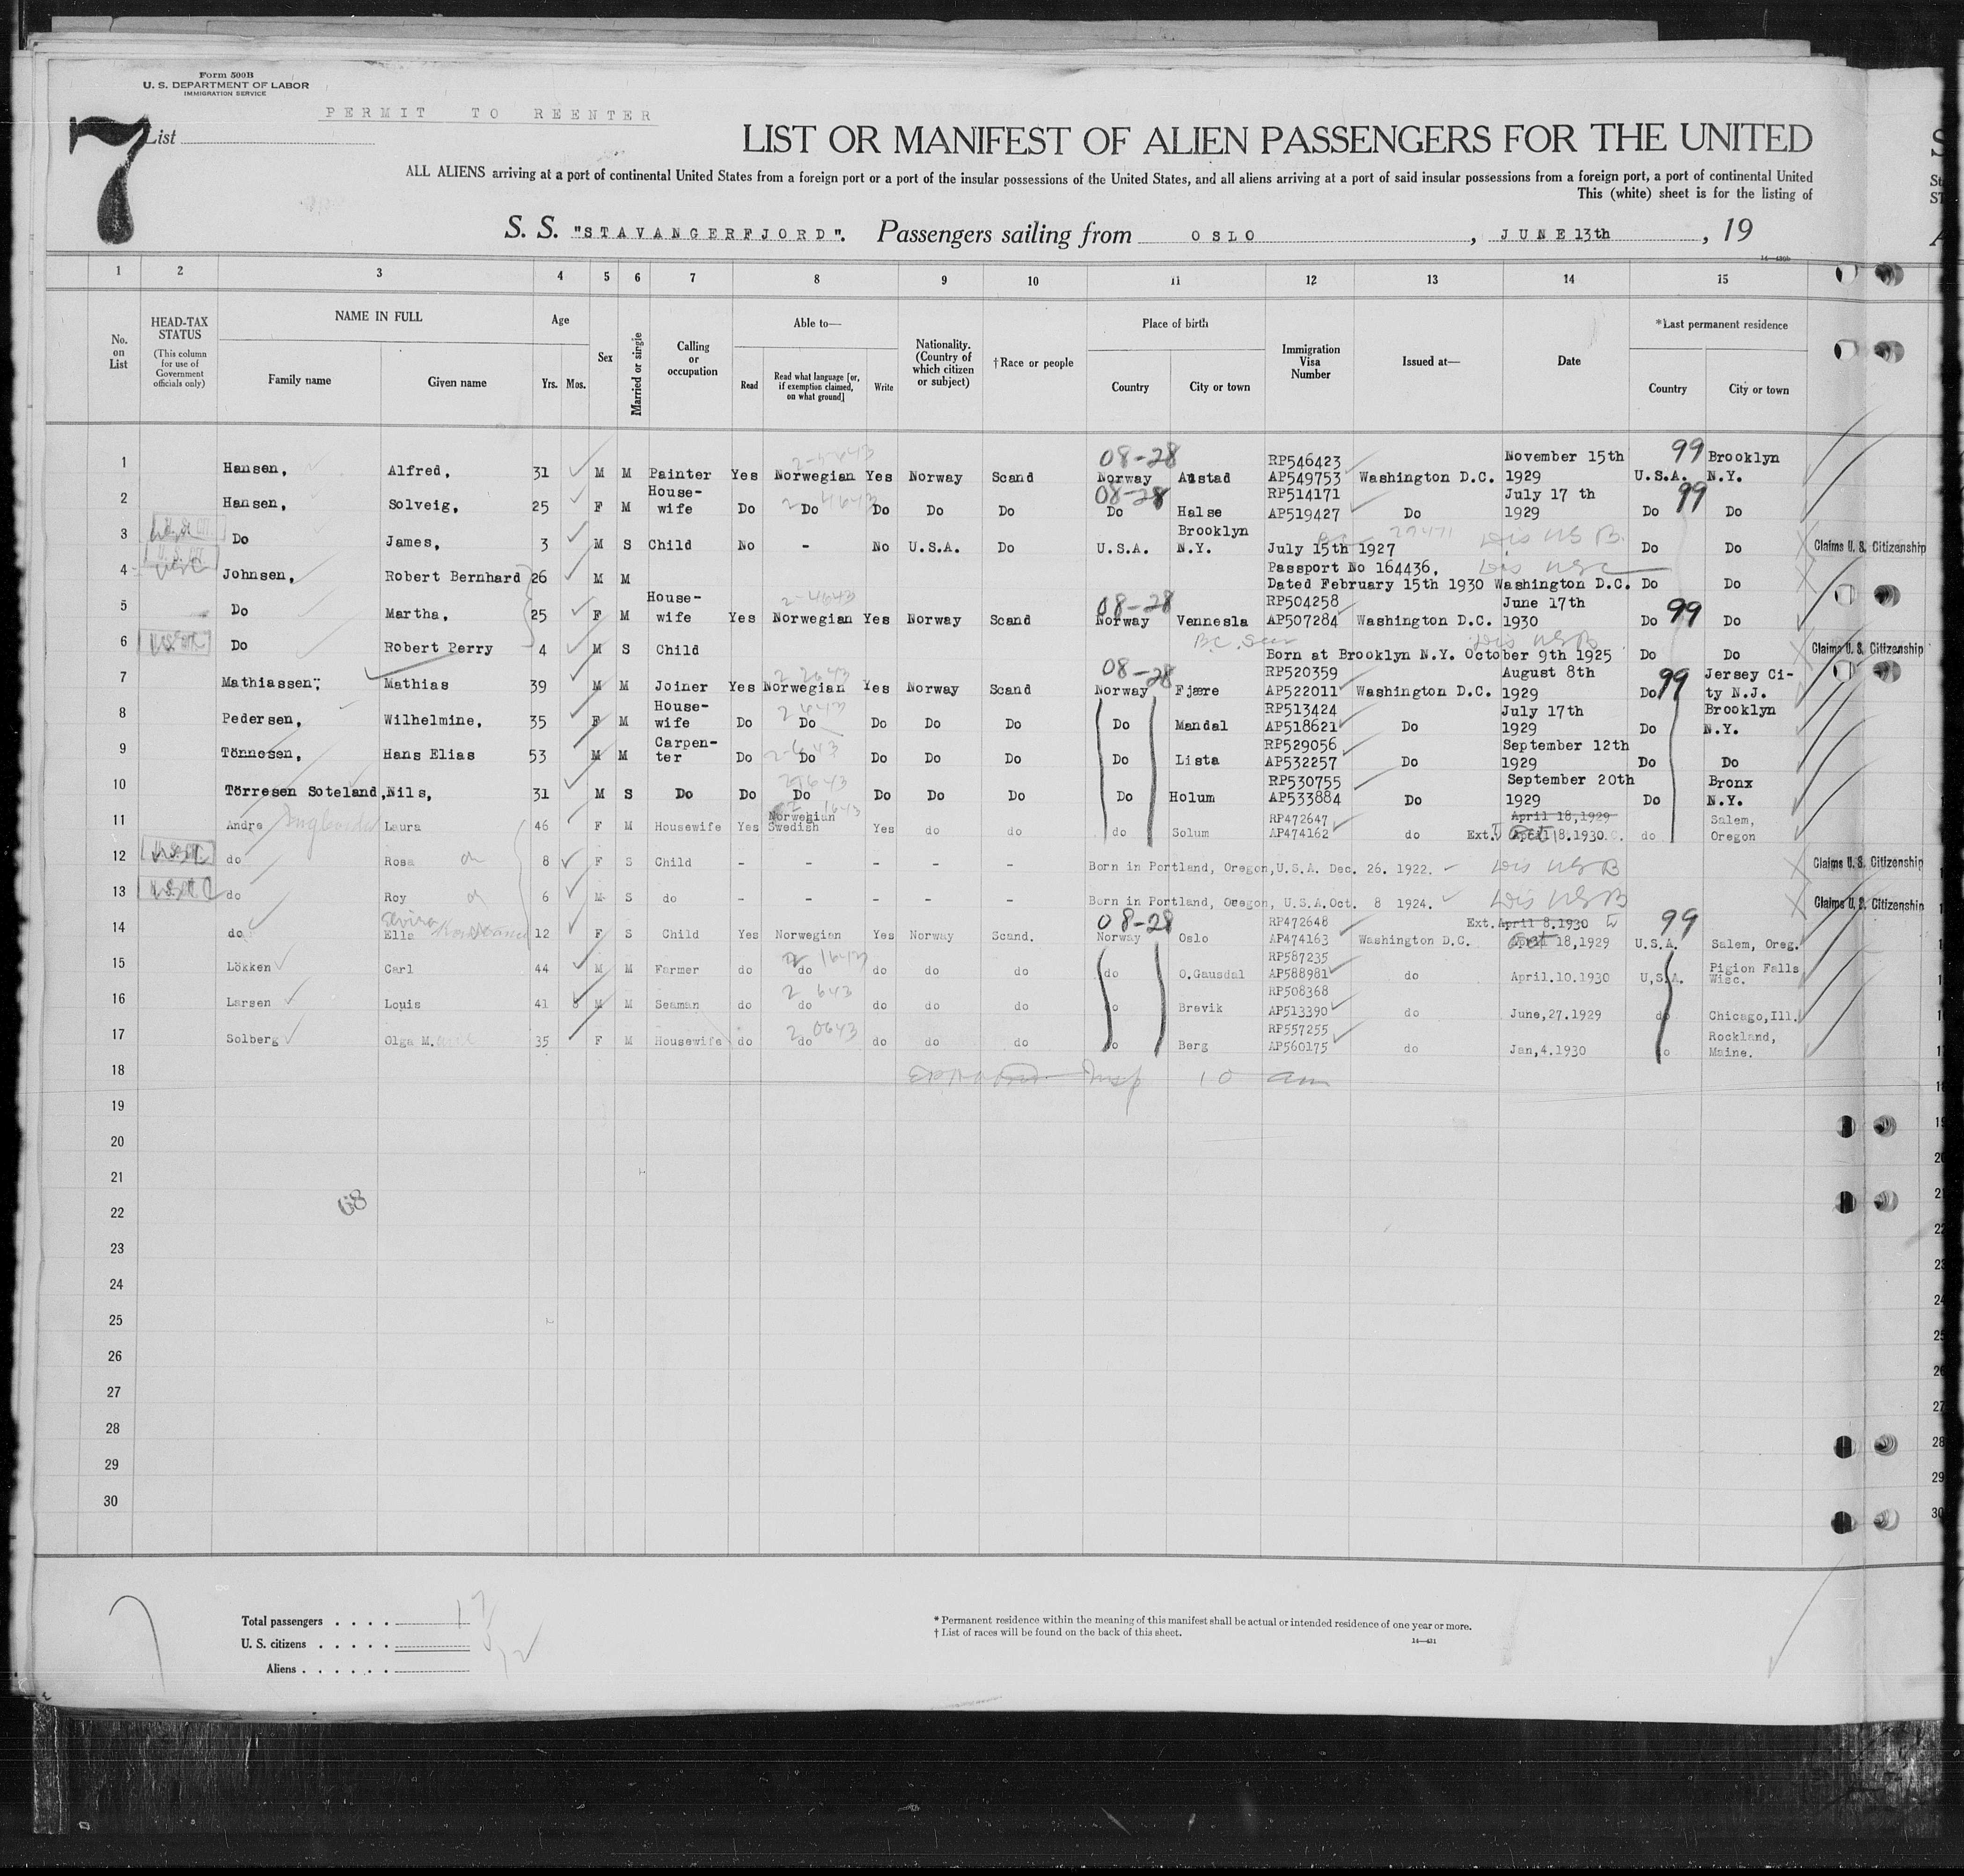 Form 500B
U. S. DEPARTMENT OF LABOR
IMMIGRATION SERVICE
PERMIT TO REENTER
7
List
LIST OR MANIFEST OF ALIEN PASSENGERS FOR THE UNITED
ALL ALIENS arriving at a port of continental United States from a foreign port or a port of the insular possessions of the United States, and all aliens arriving at a port of said insular possessions from a foreign port, a port of continental United
This (white) sheet is for the listing of
S. S. "STAVANGERFJORD". Passengers sailing from OSLO, JUNE 13th, 19
1 2 3 4 5 6 7 8 9 10 11 12 13 14 15
No. on List
HEAD-TAX STATUS
(This column for use of Government officials only)
NAME IN FULL
Family name Given name
Age
Yrs. Mos.
Sex
Married or single
Calling or occupation
Able to—
Read
Read what language [or, if exemption claimed, on what ground]
Write
Nationality. (Country of which citizen or subject)
†Race or people
Place of birth
Country City or town
Immigration Visa Number
Issued at—
Date
*Last permanent residence
Country City or town
1 Hansen, Alfred, 31 M M Painter Yes Norwegian Yes Norway Scand 08-28 Norway Austad RP546423 AP549753 Washington D.C. November 15th 1929 99 U.S.A. Brooklyn N.Y.
2 Hansen, Solveig, 25 F M House-wife Do Do Do Do Do 08-28 Do Halse RP514171 AP519427 Do July 17 th 1929 99 Do Do
3 Do James, 3 M S Child No - No U.S.A. Do U.S.A. Brooklyn N.Y. July 15th 1927 29471 Do Do Claims U. S. Citizenship
4 Johnsen, Robert Bernhard 26 M M Passport No 164436, Dated February 15th 1930 Washington D.C. Do Do
5 Do Martha, 25 F M House-wife Yes Norwegian Yes Norway Scand 08-28 Norway Vennesla RP504258 AP507284 Washington D.C. June 17th 1930 Do 99 Do
6 Do Robert Perry 4 M S Child Born at Brooklyn N.Y. October 9th 1925 Do Do Claims U. S. Citizenship
7 Mathiassen, Mathias 39 M M Joiner Yes Norwegian Yes Norway Scand 08-28 Norway Fjære RP520359 AP522011 Washington D.C. August 8th 1929 Do 99 Jersey City N.J.
8 Pedersen, Wilhelmine, 35 F M House-wife Do Do Do Do Do Do Mandal RP513424 AP518621 Do July 17th 1929 Do Brooklyn N.Y.
9 Tönnesen, Hans Elias 53 M M Carpen-ter Do Do Do Do Do Do Lista RP529056 AP532257 Do September 12th 1929 Do Do
10 Törresen Soteland, Nils, 31 M S Do Do Do Do Do Do Do Holum RP530755 AP533884 Do September 20th 1929 Do Bronx N.Y.
11 Andre Laura 46 F M Housewife Yes Norwegian Swedish Yes do do do Solum RP472647 AP474162 do April 18,1929 Ext. 18.1930. do Salem, Oregon
12 do Rosa 8 F S Child - - - - - Born in Portland, Oregon, U.S.A. Dec. 26. 1922. Claims U. S. Citizenship
13 do Roy 6 M S do - - - - - Born in Portland, Oregon, U.S.A. Oct. 8 1924. Claims U. S. Citizenship
14 do Ella 12 F S Child Yes Norwegian Yes Norway Scand. 08-28 Norway Oslo RP472648 AP474163 Washington D.C. Ext. April 8.1930 18,1929 99 U.S.A. Salem, Oreg.
15 Lökken Carl 44 M M Farmer do do do do do do O.Gausdal RP587235 AP588981 do April.10.1930 U,S.A. Pigion Falls Wisc.
16 Larsen Louis 41 8 M M Seaman do do do do do do Brevik RP508368 AP513390 do June,27.1929 do Chicago,Ill.
17 Solberg Olga M. 35 F M Housewife do do do do do do Berg RP557255 AP560175 do Jan,4.1930 do Rockland, Maine.
18 10 am
19
20
21
22
23
24
25
26
27
28
29
30
68
Total passengers . . . . 17
U. S. citizens . . . . . 5
Aliens . . . . . . 12
* Permanent residence within the meaning of this manifest shall be actual or intended residence of one year or more.
† List of races will be found on the back of this sheet.
14—431